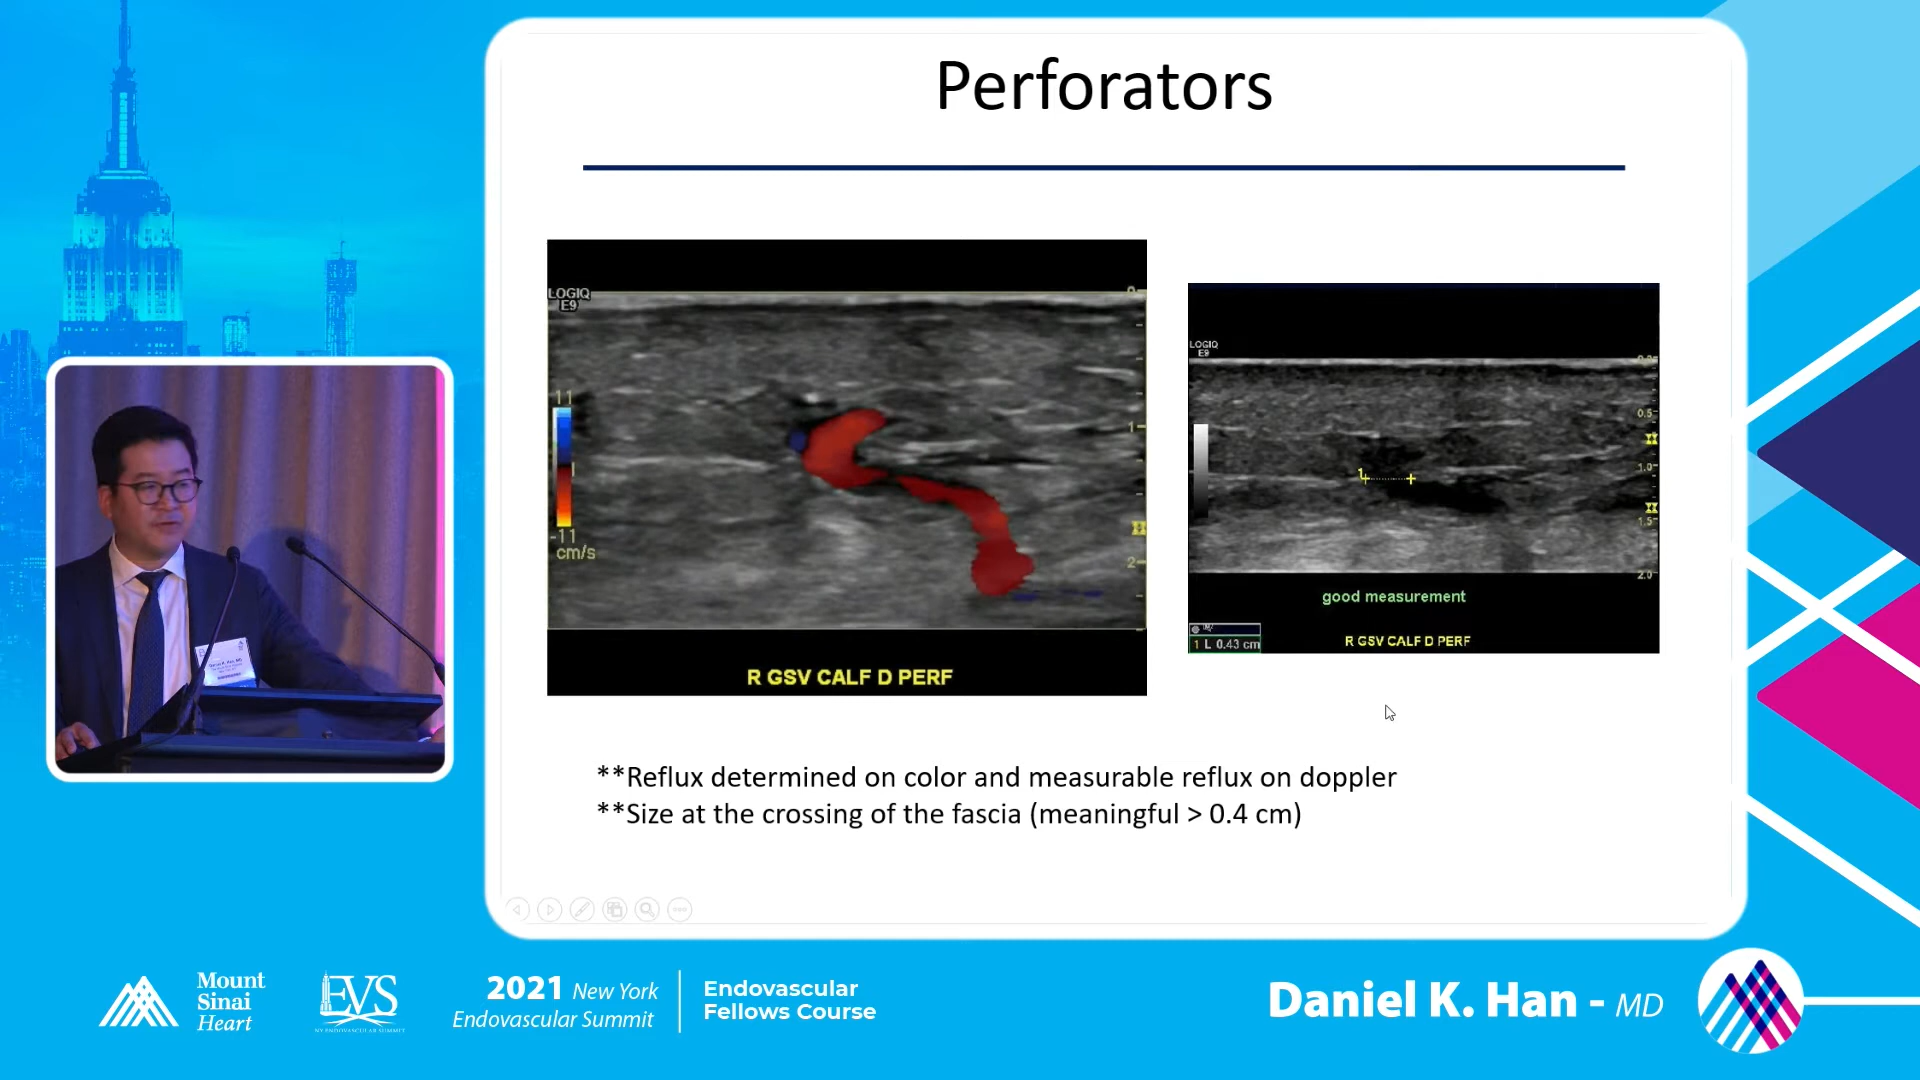 Perforators
LOGIQ
E9
11
-11
cm/s
1
2
R GSV CALF D PERF
LOGIQ
E9
0.5
1.0
1.5
2.0
1
good measurement
1 L 0.43 cm
R GSV CALF D PERF
**Reflux determined on color and measurable reflux on doppler
**Size at the crossing of the fascia (meaningful > 0.4 cm)
Mount
Sinai
Heart
EVS
NY ENDOVASCULAR SUMMIT
2021 New York
Endovascular Summit
Endovascular
Fellows Course
Daniel K. Han - MD